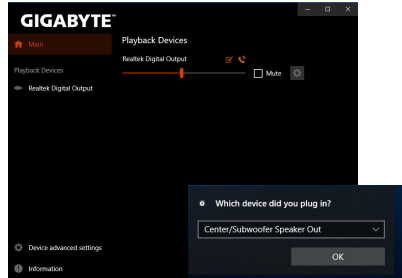 GIGABYTE™
Main
Playback Devices
Realtek Digital Output
Device advanced settings
Information
Playback Devices
Realtek Digital Output
Mute
Which device did you plug in?
Center/Subwoofer Speaker Out
OK